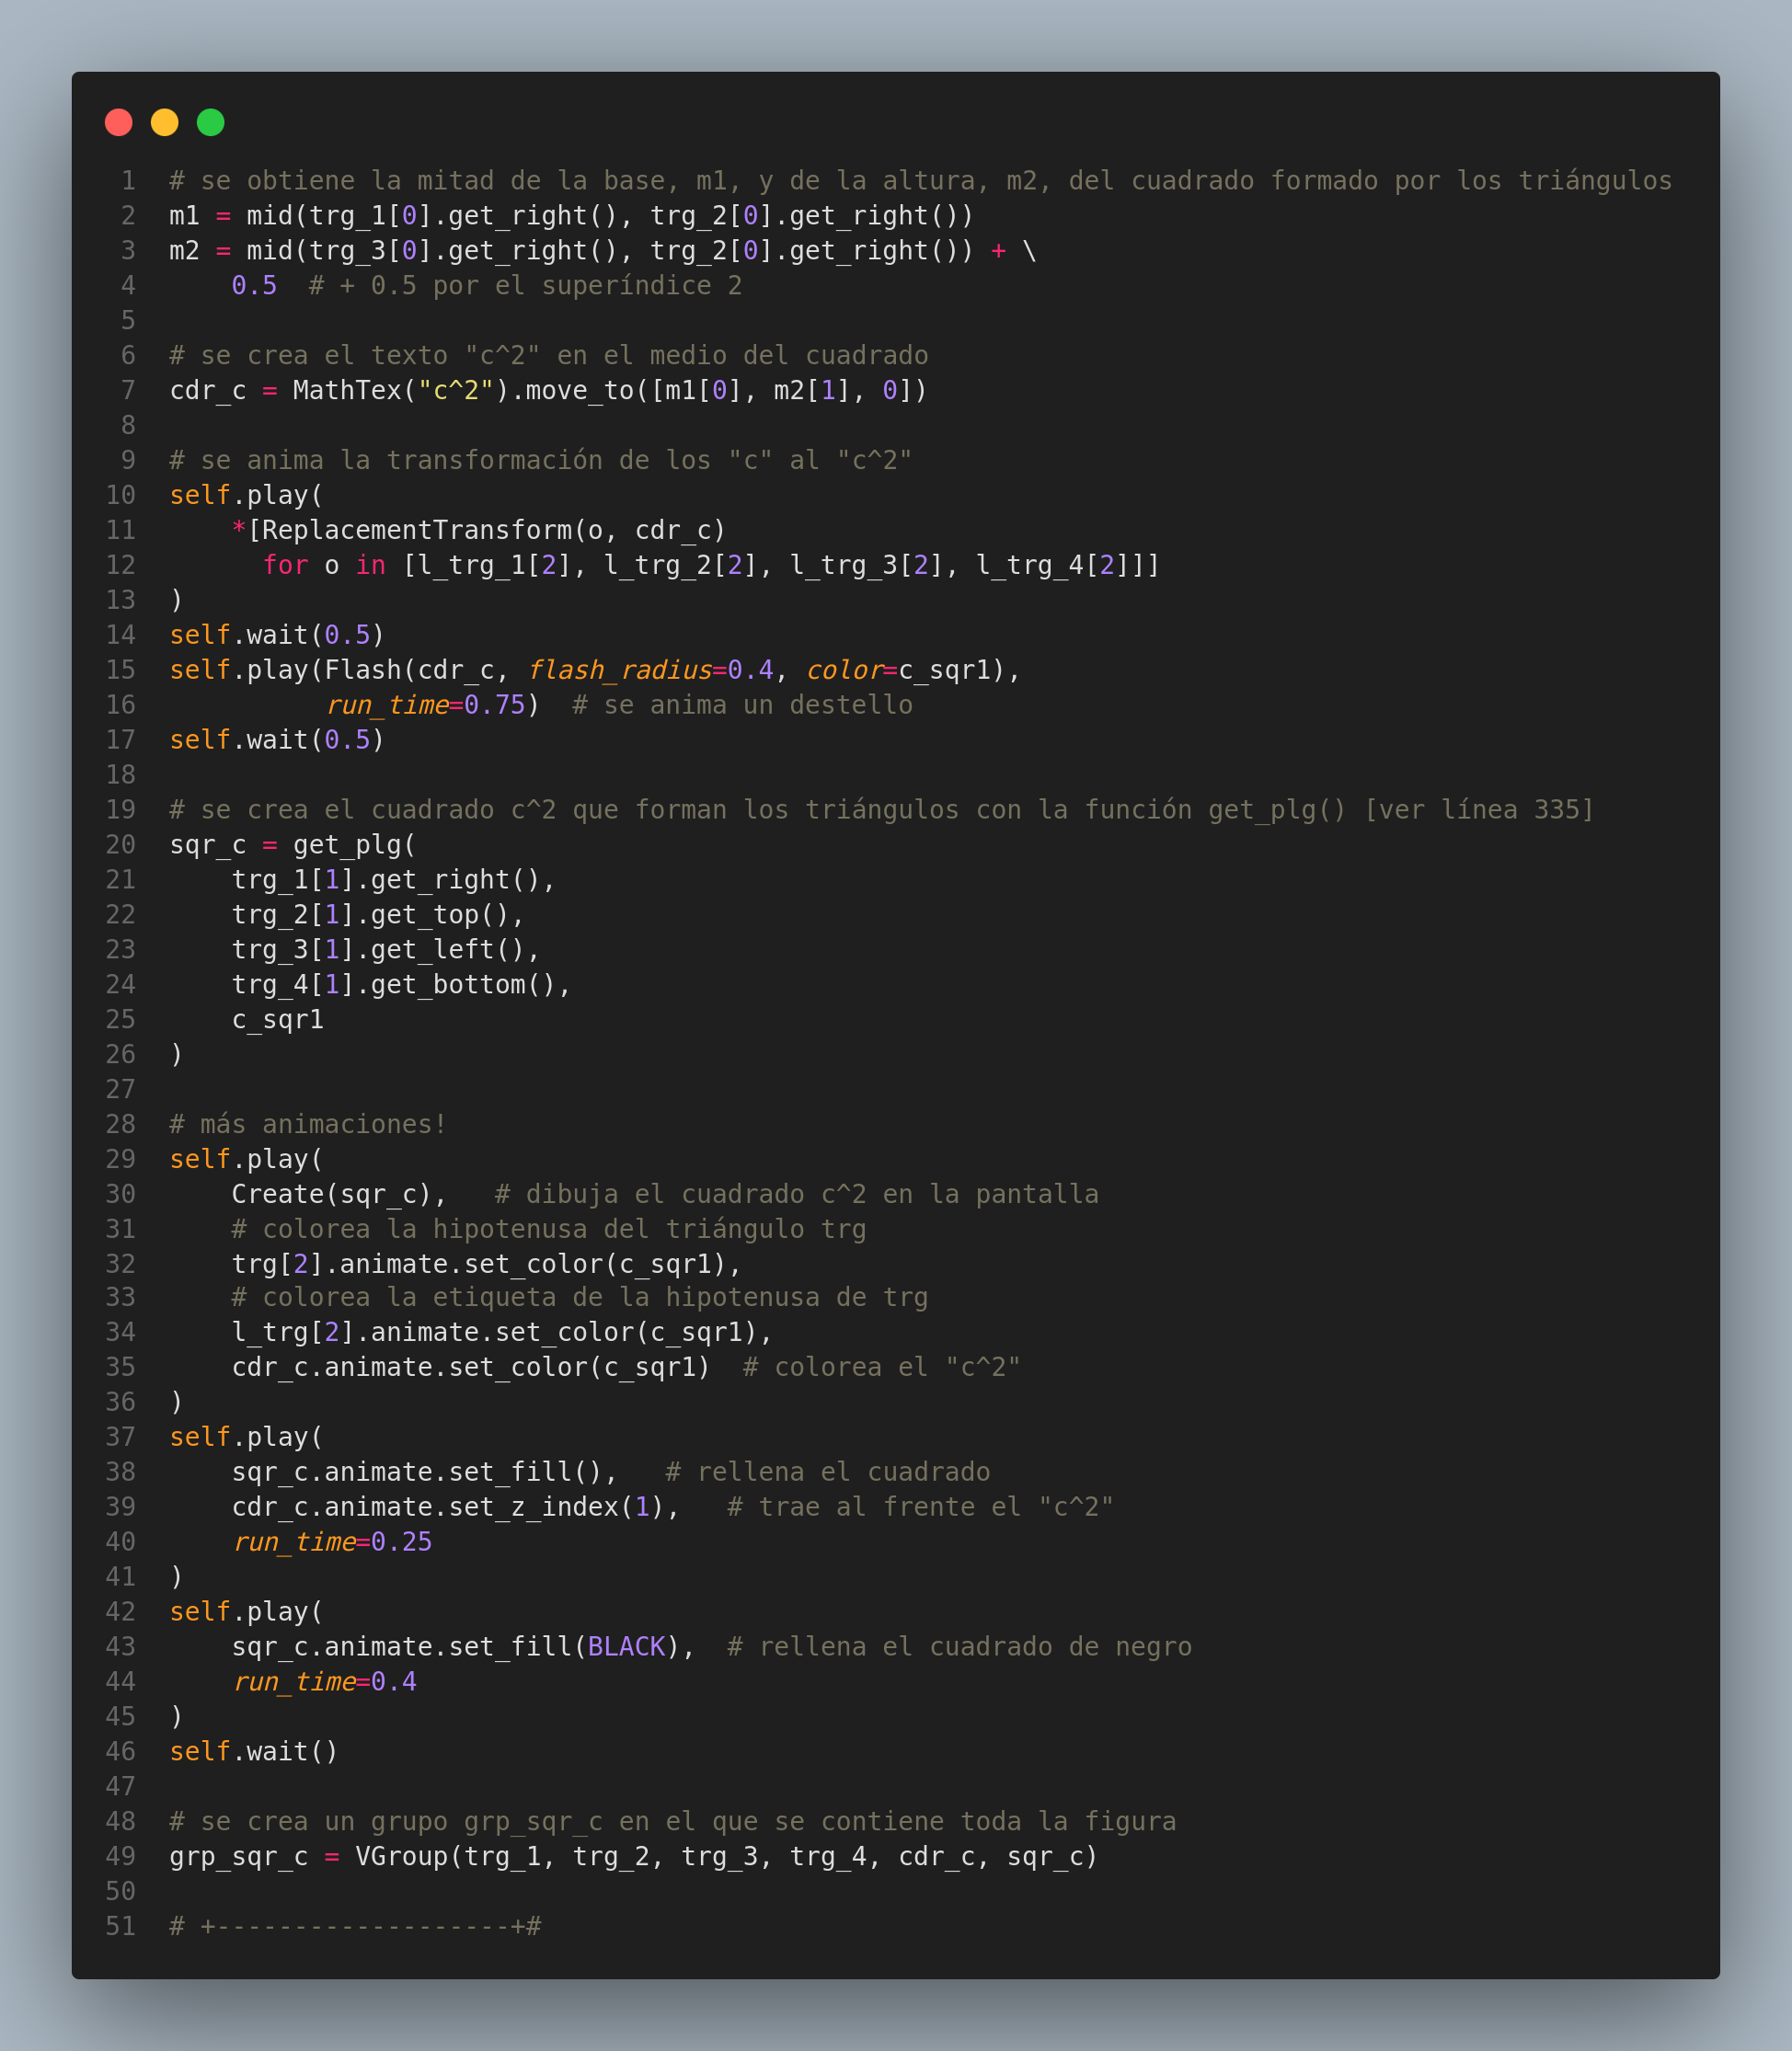 1 # se obtiene la mitad de la base, m1, y de la altura, m2, del cuadrado formado por los triángulos
2 m1 = mid(trg_1[0].get_right(), trg_2[0].get_right())
3 m2 = mid(trg_3[0].get_right(), trg_2[0].get_right()) + \
4     0.5  # + 0.5 por el superíndice 2
5
6 # se crea el texto "c^2" en el medio del cuadrado
7 cdr_c = MathTex("c^2").move_to([m1[0], m2[1], 0])
8
9 # se anima la transformación de los "c" al "c^2"
10 self.play(
11     *[ReplacementTransform(o, cdr_c)
12       for o in [l_trg_1[2], l_trg_2[2], l_trg_3[2], l_trg_4[2]]]
13 )
14 self.wait(0.5)
15 self.play(Flash(cdr_c, flash_radius=0.4, color=c_sqr1),
16           run_time=0.75)  # se anima un destello
17 self.wait(0.5)
18
19 # se crea el cuadrado c^2 que forman los triángulos con la función get_plg() [ver línea 335]
20 sqr_c = get_plg(
21     trg_1[1].get_right(),
22     trg_2[1].get_top(),
23     trg_3[1].get_left(),
24     trg_4[1].get_bottom(),
25     c_sqr1
26 )
27
28 # más animaciones!
29 self.play(
30     Create(sqr_c),   # dibuja el cuadrado c^2 en la pantalla
31     # colorea la hipotenusa del triángulo trg
32     trg[2].animate.set_color(c_sqr1),
33     # colorea la etiqueta de la hipotenusa de trg
34     l_trg[2].animate.set_color(c_sqr1),
35     cdr_c.animate.set_color(c_sqr1)  # colorea el "c^2"
36 )
37 self.play(
38     sqr_c.animate.set_fill(),   # rellena el cuadrado
39     cdr_c.animate.set_z_index(1),   # trae al frente el "c^2"
40     run_time=0.25
41 )
42 self.play(
43     sqr_c.animate.set_fill(BLACK),  # rellena el cuadrado de negro
44     run_time=0.4
45 )
46 self.wait()
47
48 # se crea un grupo grp_sqr_c en el que se contiene toda la figura
49 grp_sqr_c = VGroup(trg_1, trg_2, trg_3, trg_4, cdr_c, sqr_c)
50
51 # +-------------------+#